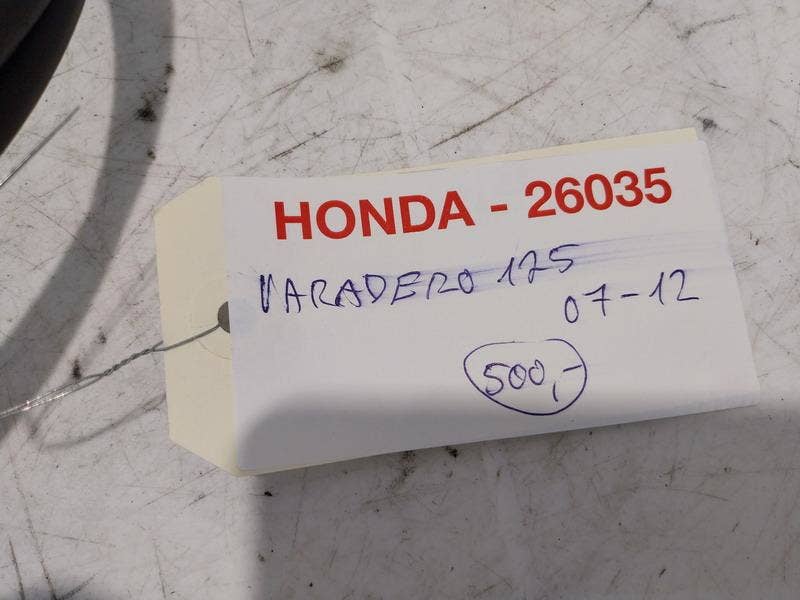 HONDA - 26035
VARADERO 125
07-12
500,-